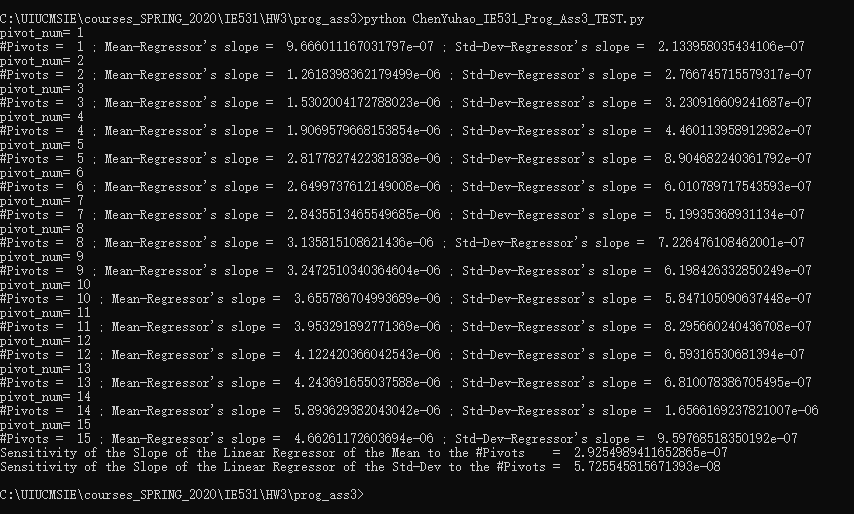 C:\UIUCMSIE\courses_SPRING_2020\IE531\HW3\prog_ass3>python ChenYuhao_IE531_Prog_Ass3_TEST.py
pivot_num= 1
#Pivots =  1 ; Mean-Regressor's slope =  9.666011167031797e-07 ; Std-Dev-Regressor's slope =  2.133958035434106e-07
pivot_num= 2
#Pivots =  2 ; Mean-Regressor's slope =  1.2618398362179499e-06 ; Std-Dev-Regressor's slope =  2.766745715579317e-07
pivot_num= 3
#Pivots =  3 ; Mean-Regressor's slope =  1.5302004172788023e-06 ; Std-Dev-Regressor's slope =  3.230916609241687e-07
pivot_num= 4
#Pivots =  4 ; Mean-Regressor's slope =  1.9069579668153854e-06 ; Std-Dev-Regressor's slope =  4.460113958912982e-07
pivot_num= 5
#Pivots =  5 ; Mean-Regressor's slope =  2.8177827422381838e-06 ; Std-Dev-Regressor's slope =  8.904682240361792e-07
pivot_num= 6
#Pivots =  6 ; Mean-Regressor's slope =  2.6499737612149008e-06 ; Std-Dev-Regressor's slope =  6.010789717543593e-07
pivot_num= 7
#Pivots =  7 ; Mean-Regressor's slope =  2.8435513465549685e-06 ; Std-Dev-Regressor's slope =  5.19935368931134e-07
pivot_num= 8
#Pivots =  8 ; Mean-Regressor's slope =  3.135815108621436e-06 ; Std-Dev-Regressor's slope =  7.226476108462001e-07
pivot_num= 9
#Pivots =  9 ; Mean-Regressor's slope =  3.2472510340364604e-06 ; Std-Dev-Regressor's slope =  6.198426332850249e-07
pivot_num= 10
#Pivots =  10 ; Mean-Regressor's slope =  3.655786704993689e-06 ; Std-Dev-Regressor's slope =  5.847105090637448e-07
pivot_num= 11
#Pivots =  11 ; Mean-Regressor's slope =  3.953291892771369e-06 ; Std-Dev-Regressor's slope =  8.295660240436708e-07
pivot_num= 12
#Pivots =  12 ; Mean-Regressor's slope =  4.122420366042543e-06 ; Std-Dev-Regressor's slope =  6.59316530681394e-07
pivot_num= 13
#Pivots =  13 ; Mean-Regressor's slope =  4.243691655037588e-06 ; Std-Dev-Regressor's slope =  6.810078386705495e-07
pivot_num= 14
#Pivots =  14 ; Mean-Regressor's slope =  5.893629382043042e-06 ; Std-Dev-Regressor's slope =  1.6566169237821007e-06
pivot_num= 15
#Pivots =  15 ; Mean-Regressor's slope =  4.66261172603694e-06 ; Std-Dev-Regressor's slope =  9.59768518350192e-07
Sensitivity of the Slope of the Linear Regressor of the Mean to the #Pivots    =  2.9254989411652865e-07
Sensitivity of the Slope of the Linear Regressor of the Std-Dev to the #Pivots =  5.725545815671393e-08

C:\UIUCMSIE\courses_SPRING_2020\IE531\HW3\prog_ass3>